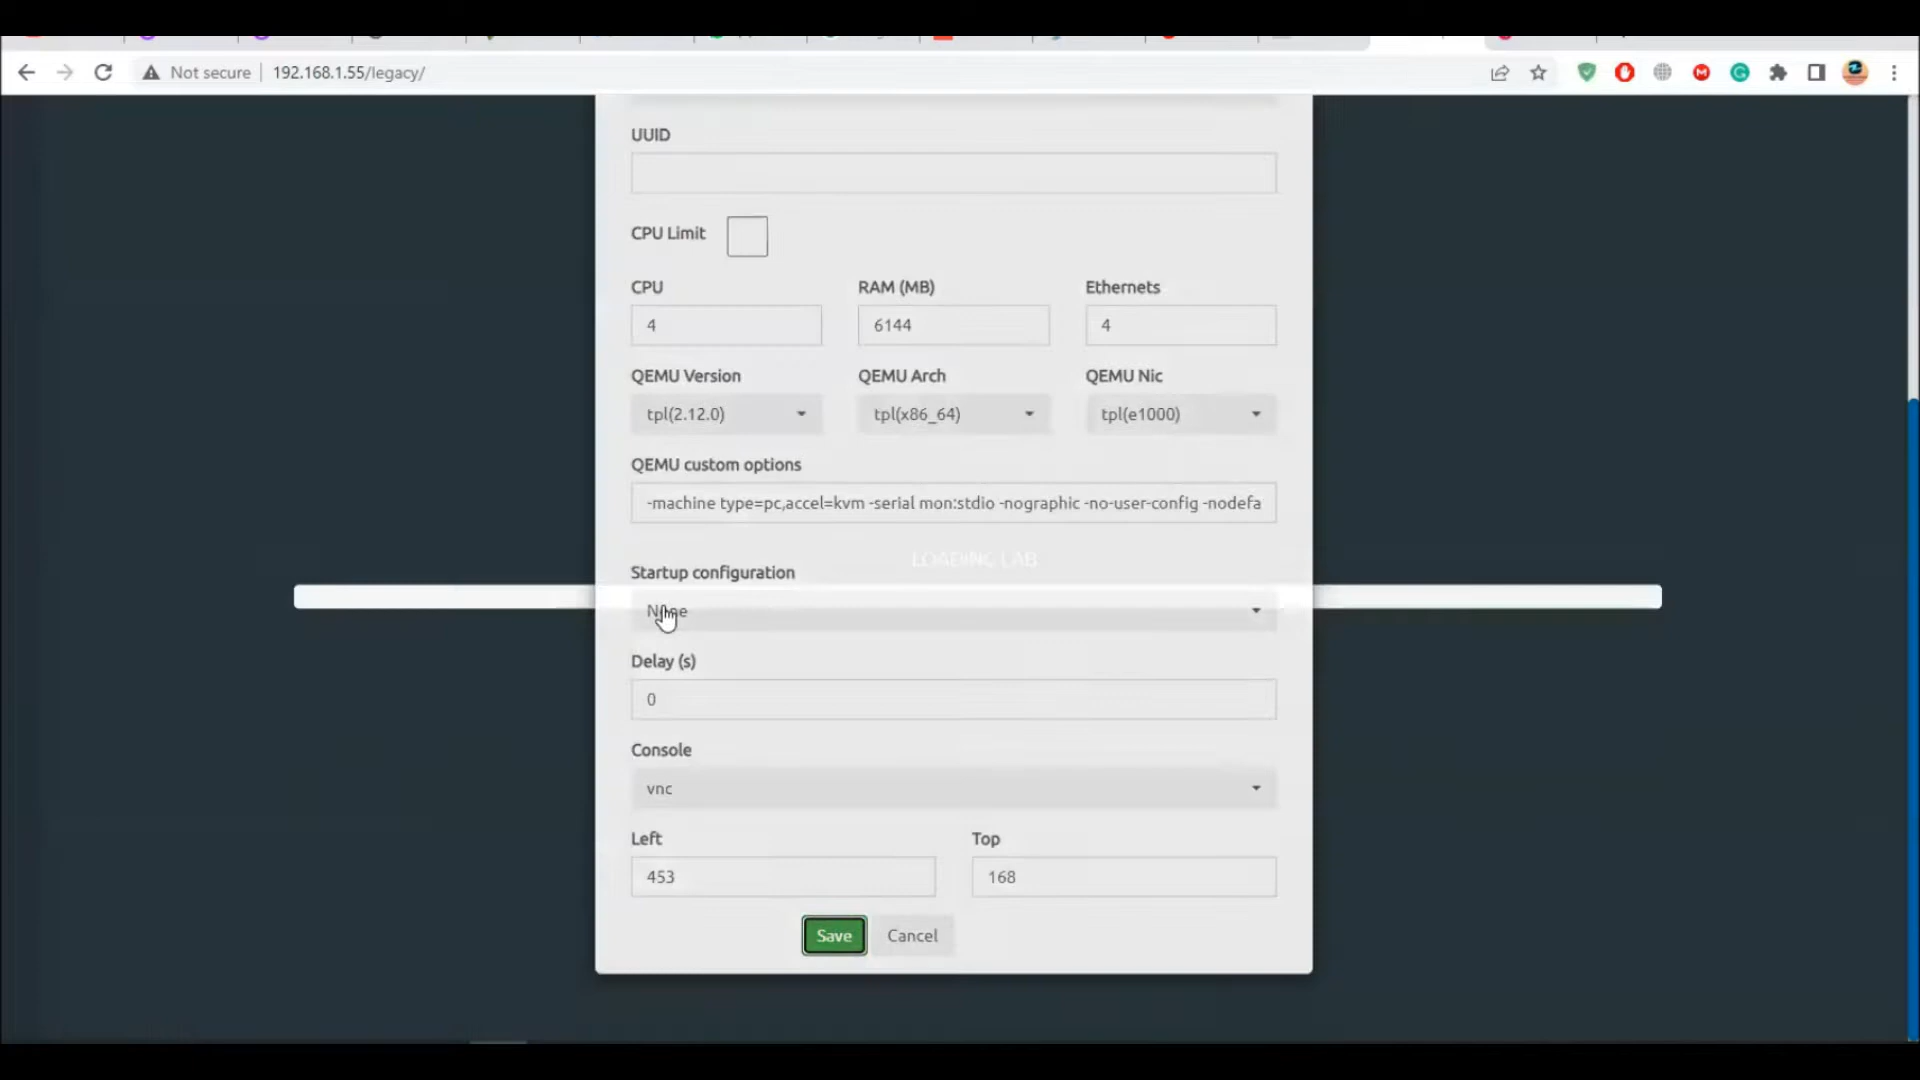 Not secure 192.168.1.55/legacy/
UUID
CPU Limit
CPU RAM (MB) Ethernets
4 6144 4
QEMU Version QEMU Arch QEMU Nic
tpl(2.12.0) tpl(x86_64) tpl(e1000)
QEMU custom options
-machine type=pc,accel=kvm -serial mon:stdio -nographic -no-user-config -nodefa
LOADING LAB
Startup configuration
None
Delay (s)
0
Console
vnc
Left Top
453 168
Save Cancel